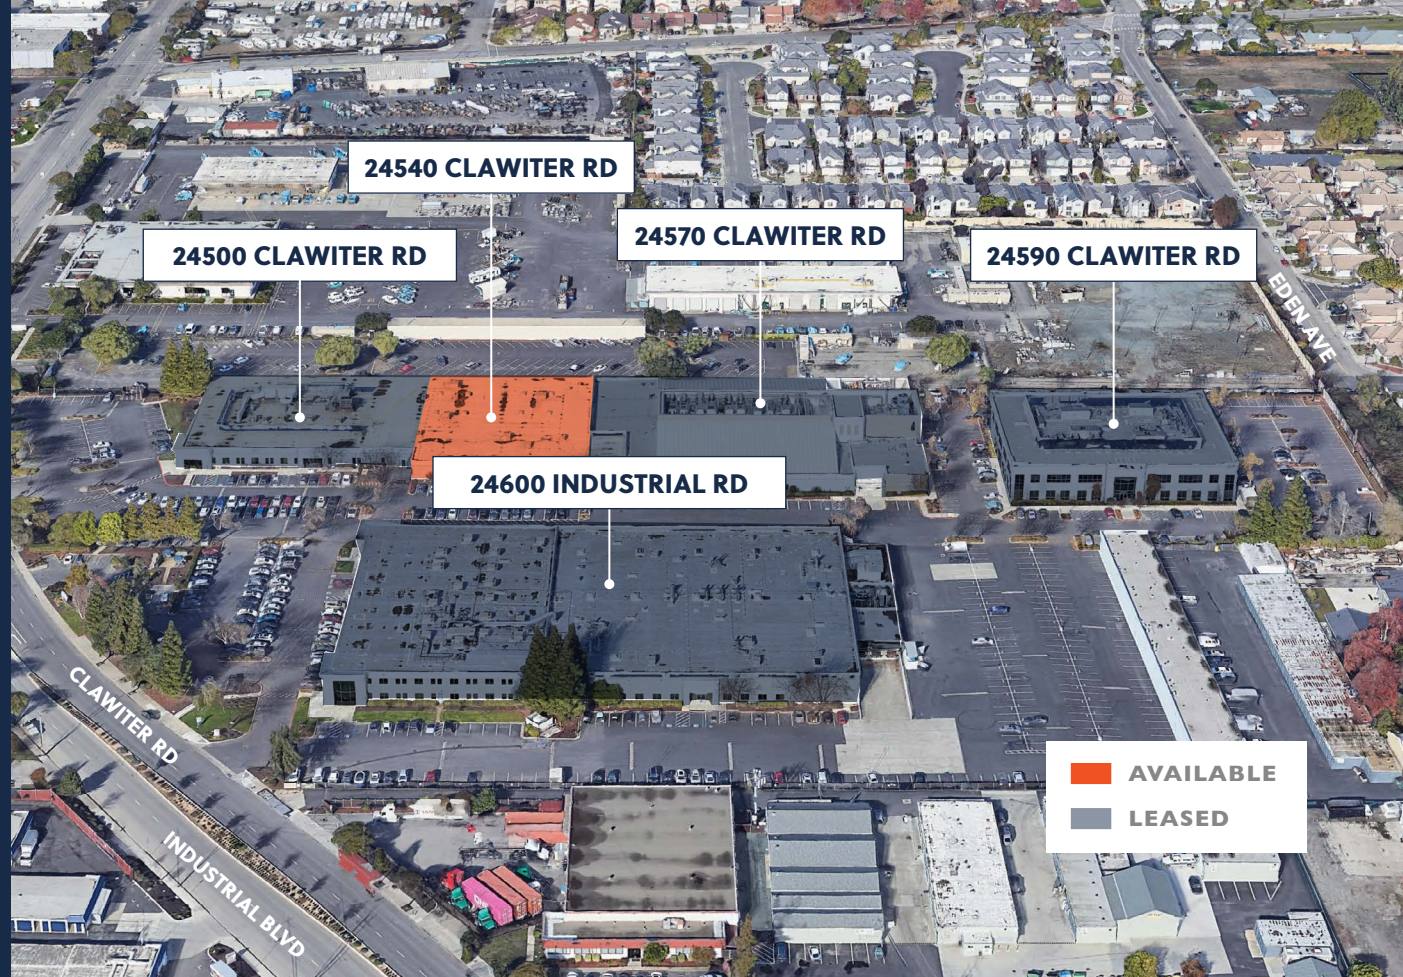 24540 CLAWITER RD
24500 CLAWITER RD
24570 CLAWITER RD
24590 CLAWITER RD
EDEN AVE
24600 INDUSTRIAL RD
CLAWITER RD
INDUSTRIAL BLVD
AVAILABLE
LEASED